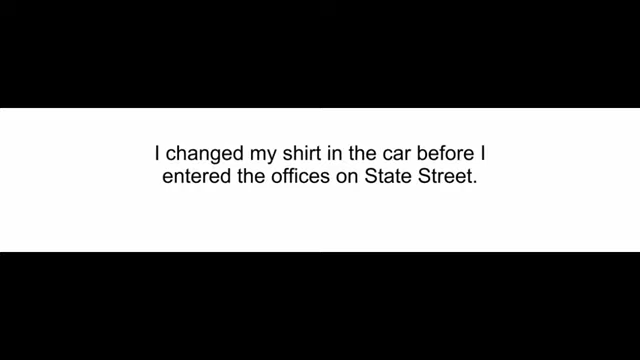 I changed my shirt in the car before I
entered the offices on State Street.